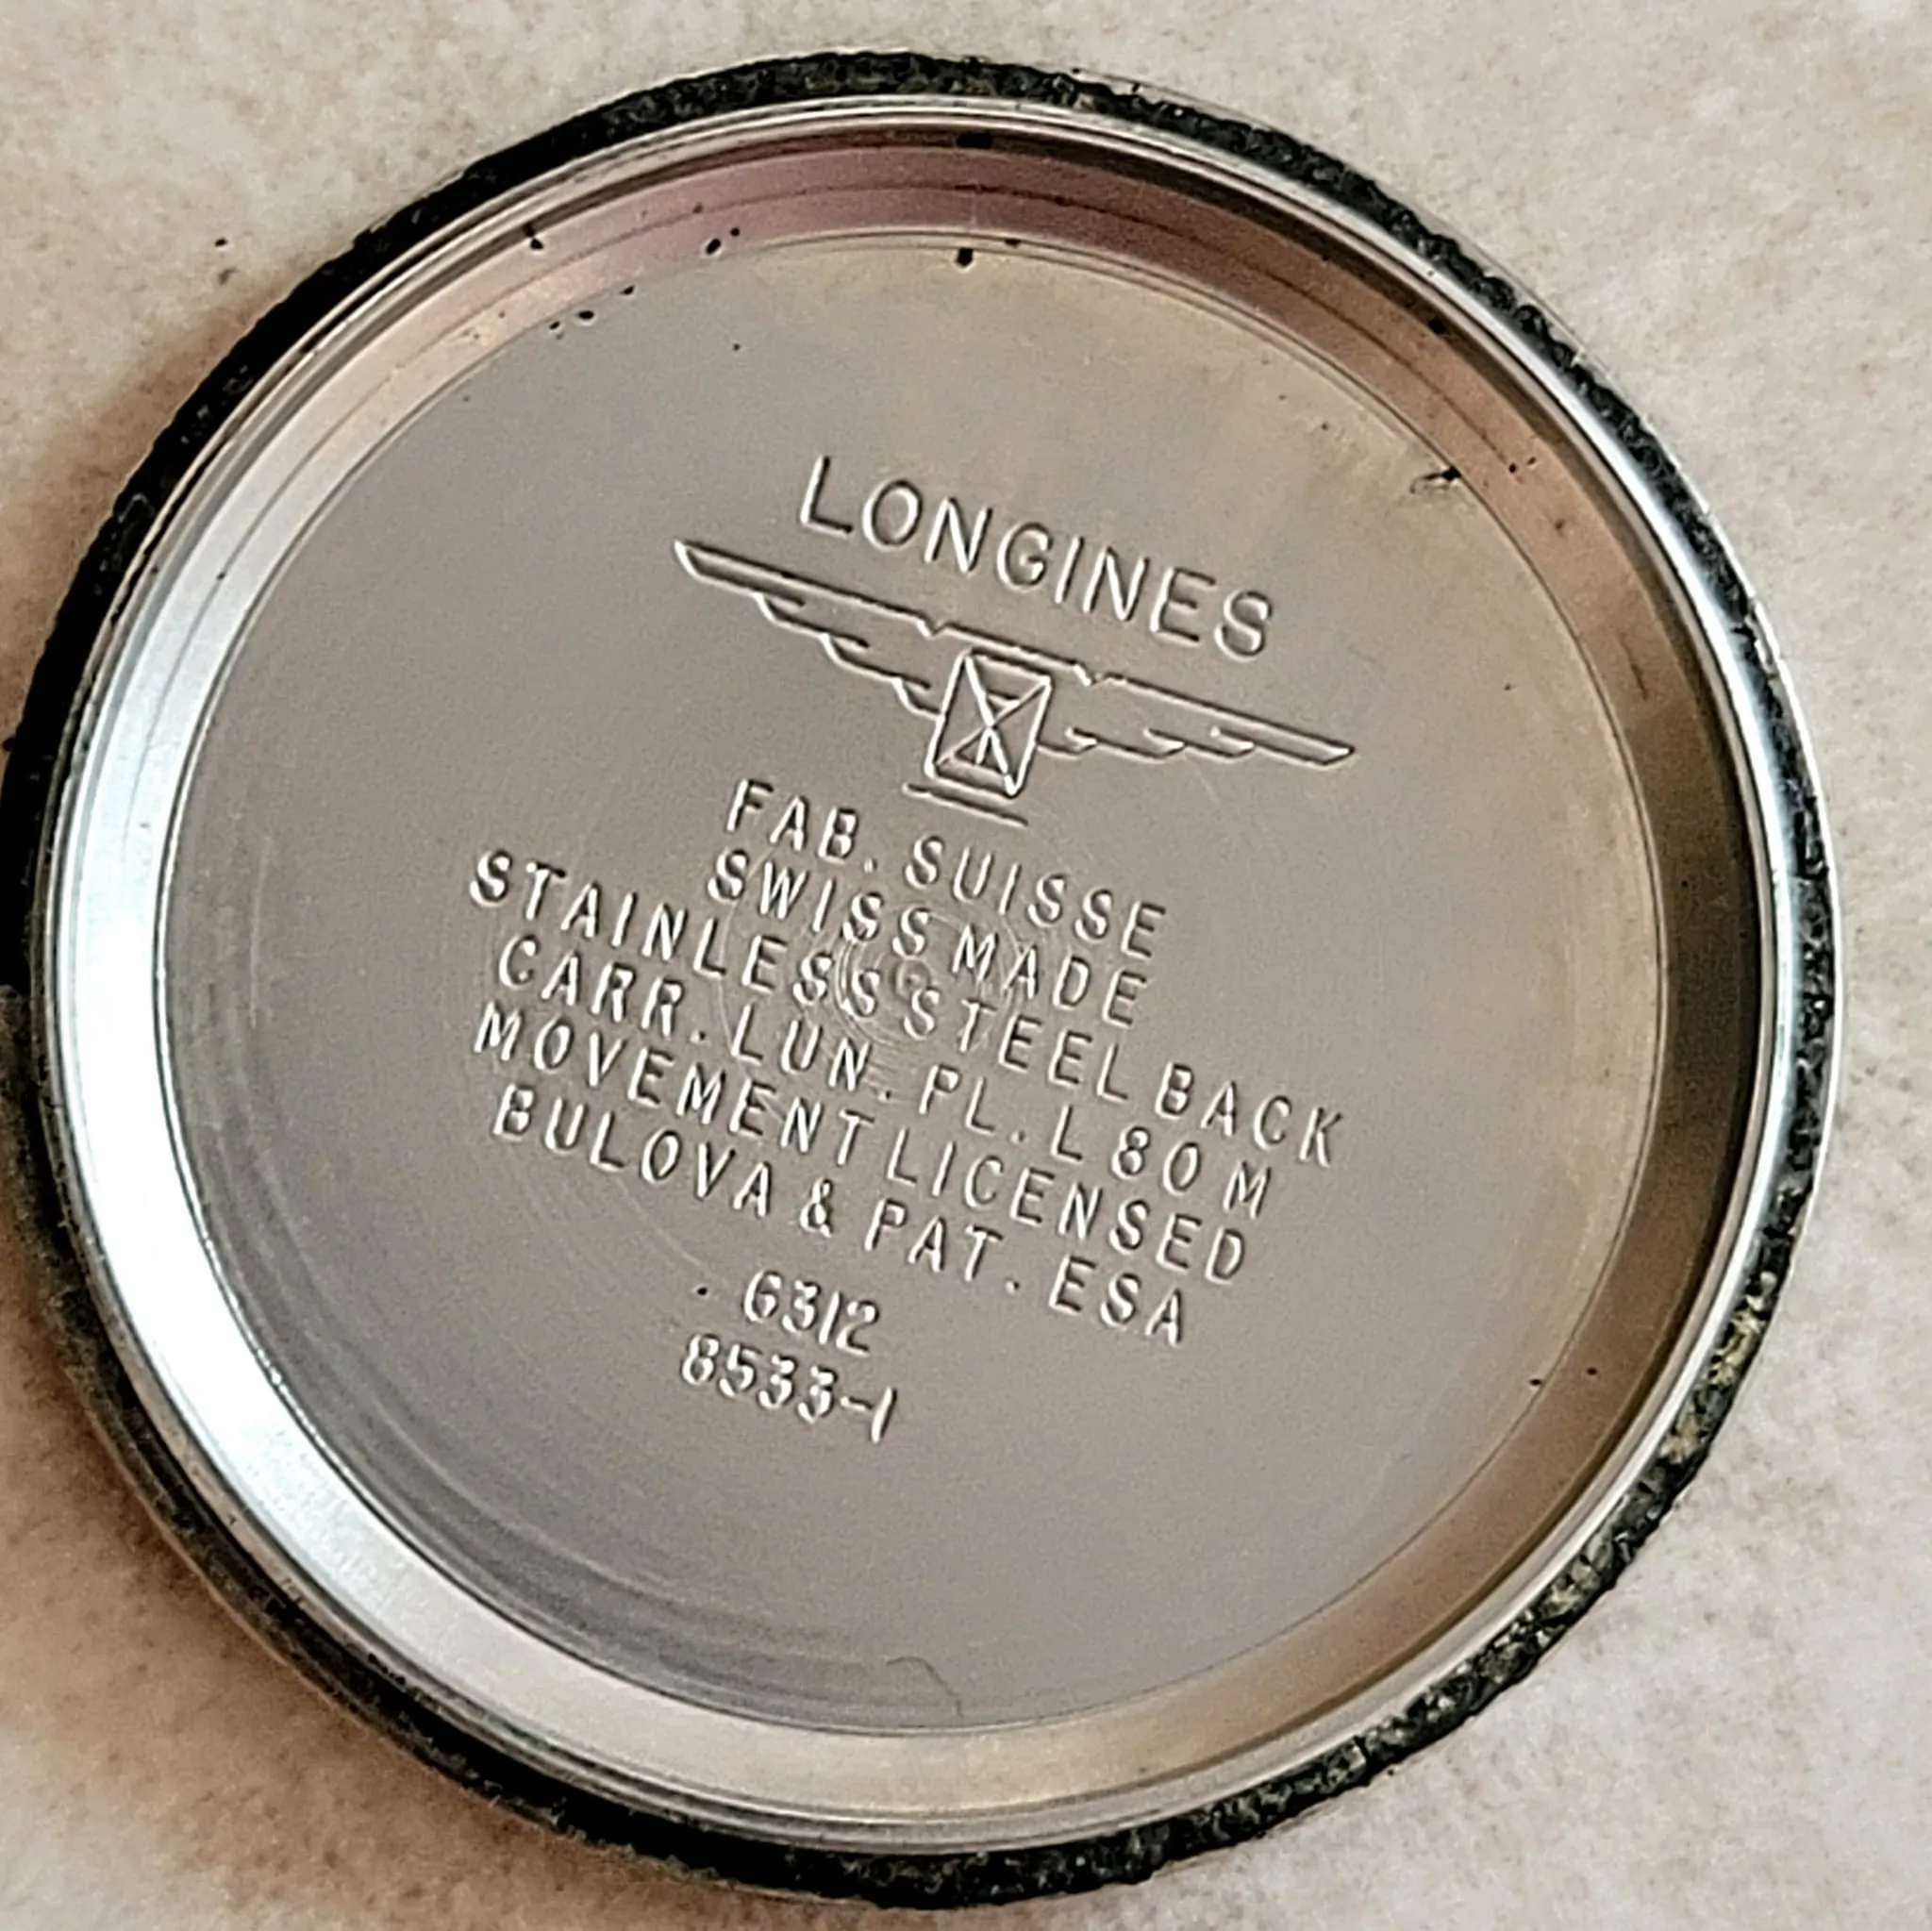 LONGINES
FAB. SUISSE
SWISS MADE
STAINLESS STEEL BACK
CARR. LUN. PL. L 80 M
MOVEMENT LICENSED
BULOVA & PAT. ESA
6312
8533-1